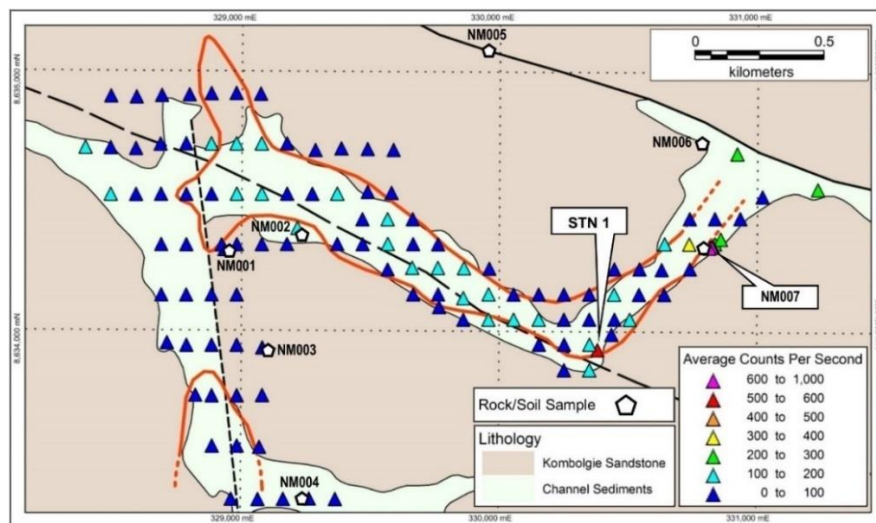 329,000 mE
330,000 mE
331,000 mE
NM005
0 0.5
kilometers
8,635,000 mN
NM006
NM002
STN 1
NM001
NM007
8,634,000 mN
NM003
Average Counts Per Second
600 to 1,000
500 to 600
400 to 500
300 to 400
200 to 300
100 to 200
0 to 100
Rock/Soil Sample
Lithology
Kombolgie Sandstone
Channel Sediments
NM004
329,000 mE
330,000 mE
331,000 mE